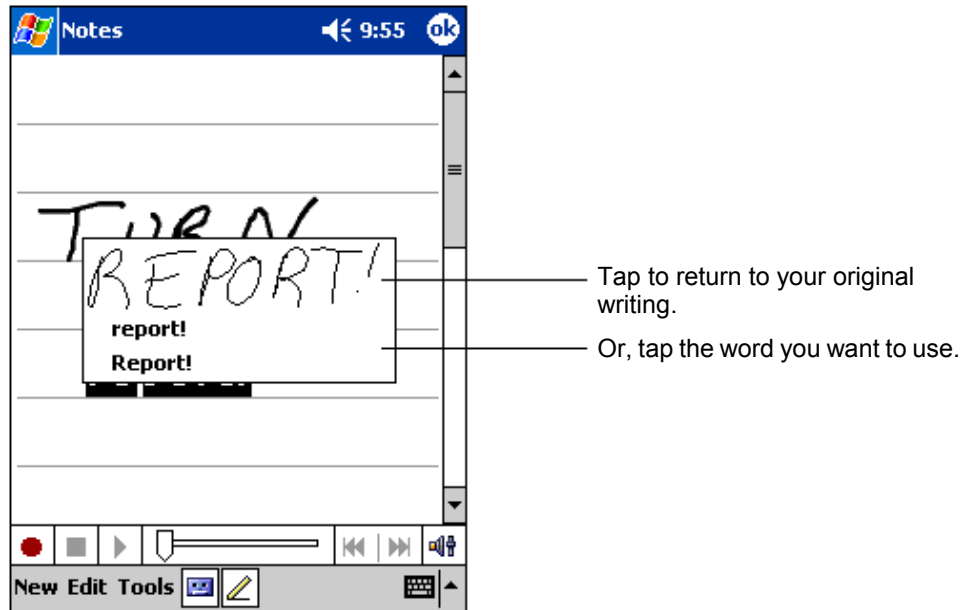 Notes 9:55 ok
TURN
REPORT!
report!
Report!
Tap to return to your original
writing.
Or, tap the word you want to use.
New Edit Tools